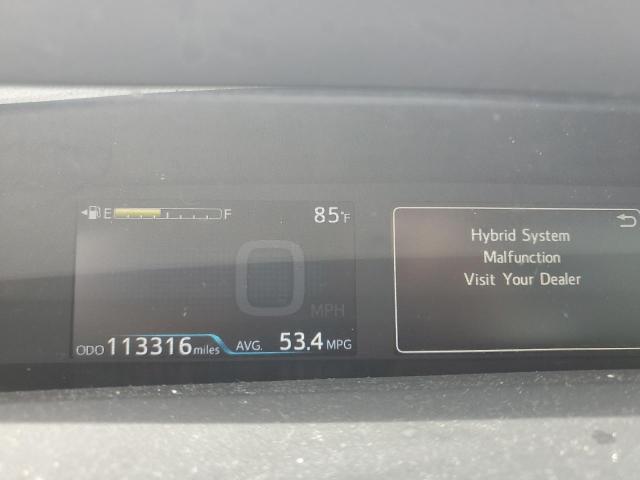 E F 85°F
0
MPH
ODO 113316 miles AVG. 53.4 MPG
Hybrid System
Malfunction
Visit Your Dealer